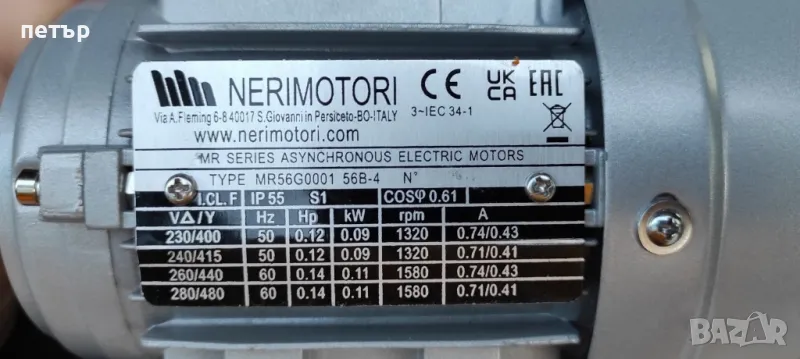 петър
NERIMOTORI CE UK CA EAC
Via A. Fleming 6-8 40017 S.Giovanni in Persiceto-BO-ITALY 3~IEC 34-1
www.nerimotori.com
MR SERIES ASYNCHRONOUS ELECTRIC MOTORS
TYPE MR56G0001 56B-4 N°
I.CL. F IP 55 S1 COSφ 0.61
VΔ/Y Hz Hp kW rpm A
230/400 50 0.12 0.09 1320 0.74/0.43
240/415 50 0.12 0.09 1320 0.71/0.41
260/440 60 0.14 0.11 1580 0.74/0.43
280/480 60 0.14 0.11 1580 0.71/0.41
BAZAR